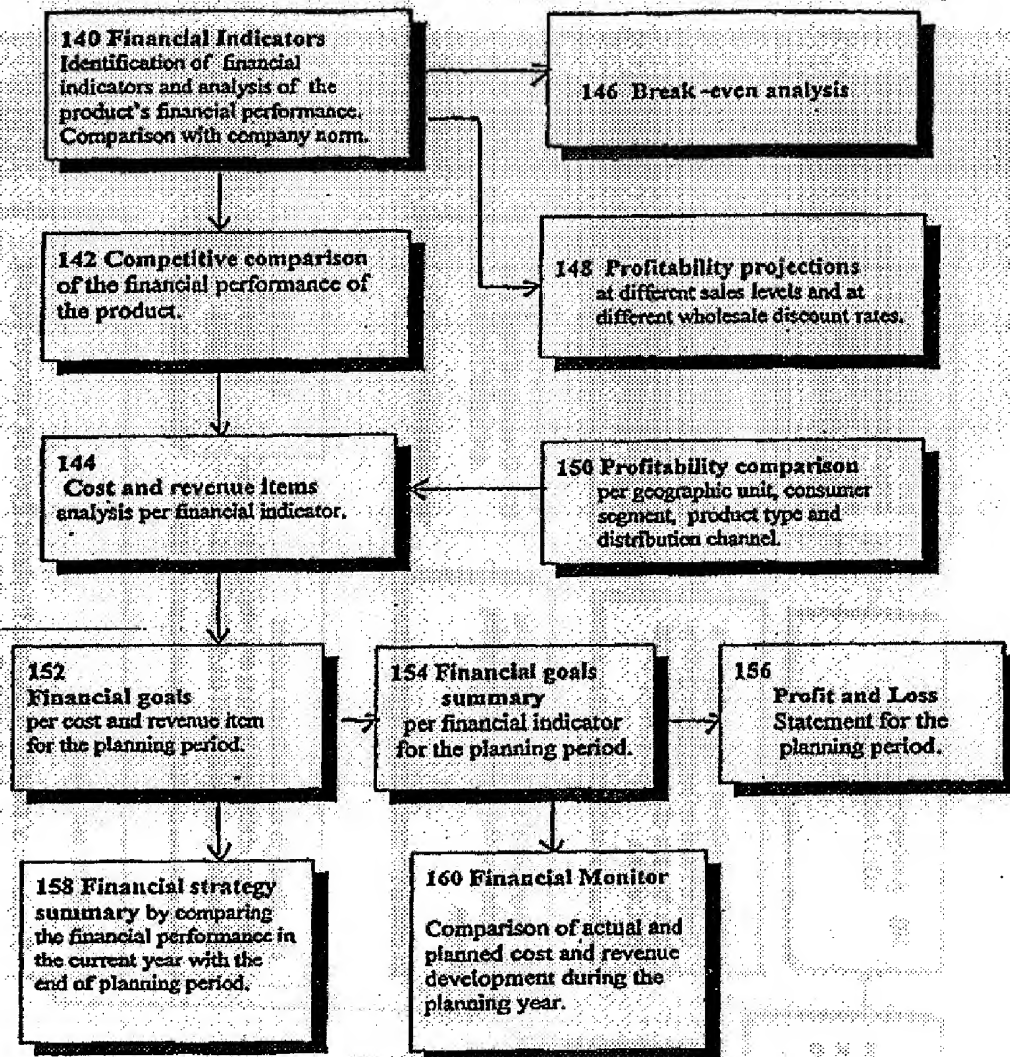 140 Financial Indicators
Identification of financial
indicators and analysis of the
product's financial performance.
Comparison with company norm.
146 Break-even analysis
142 Competitive comparison
of the financial performance of
the product.
148 Profitability projections
at different sales levels and at
different wholesale discount rates.
144
Cost and revenue items
analysis per financial indicator.
150 Profitability comparison
per geographic unit, consumer
segment, product type and
distribution channel.
152
Financial goals
per cost and revenue item
for the planning period.
154 Financial goals
summary
per financial indicator
for the planning period.
156
Profit and Loss
Statement for the
planning period.
158 Financial strategy
summary by comparing
the financial performance in
the current year with the
end of planning period.
160 Financial Monitor
Comparison of actual and
planned cost and revenue
development during the
planning year.